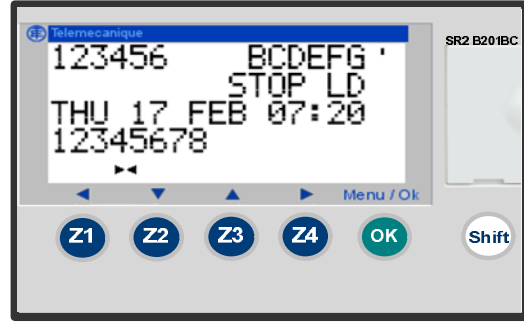 Telemecanique
SR2 B201BC
123456 BCDEFG '
STOP LD
THU 17 FEB 07:20
12345678
Menu / Ok
Z1 Z2 Z3 Z4 OK Shift